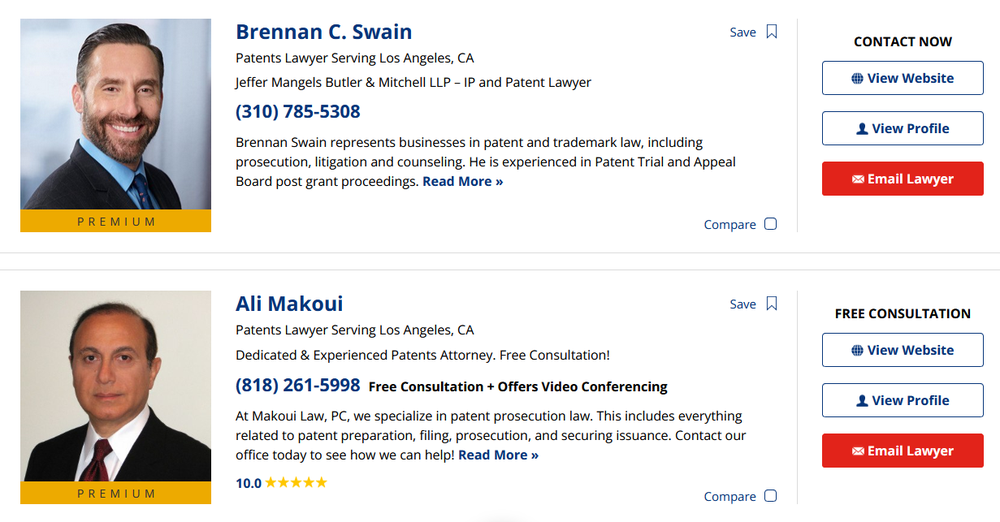 Brennan C. Swain
Save
Patents Lawyer Serving Los Angeles, CA
Jeffer Mangels Butler & Mitchell LLP – IP and Patent Lawyer
(310) 785-5308
Brennan Swain represents businesses in patent and trademark law, including
prosecution, litigation and counseling. He is experienced in Patent Trial and Appeal
Board post grant proceedings. Read More »
PREMIUM
Compare
CONTACT NOW
View Website
View Profile
Email Lawyer
Ali Makoui
Save
Patents Lawyer Serving Los Angeles, CA
Dedicated & Experienced Patents Attorney. Free Consultation!
(818) 261-5998 Free Consultation + Offers Video Conferencing
At Makoui Law, PC, we specialize in patent prosecution law. This includes everything
related to patent preparation, filing, prosecution, and securing issuance. Contact our
office today to see how we can help! Read More »
10.0
PREMIUM
Compare
FREE CONSULTATION
View Website
View Profile
Email Lawyer